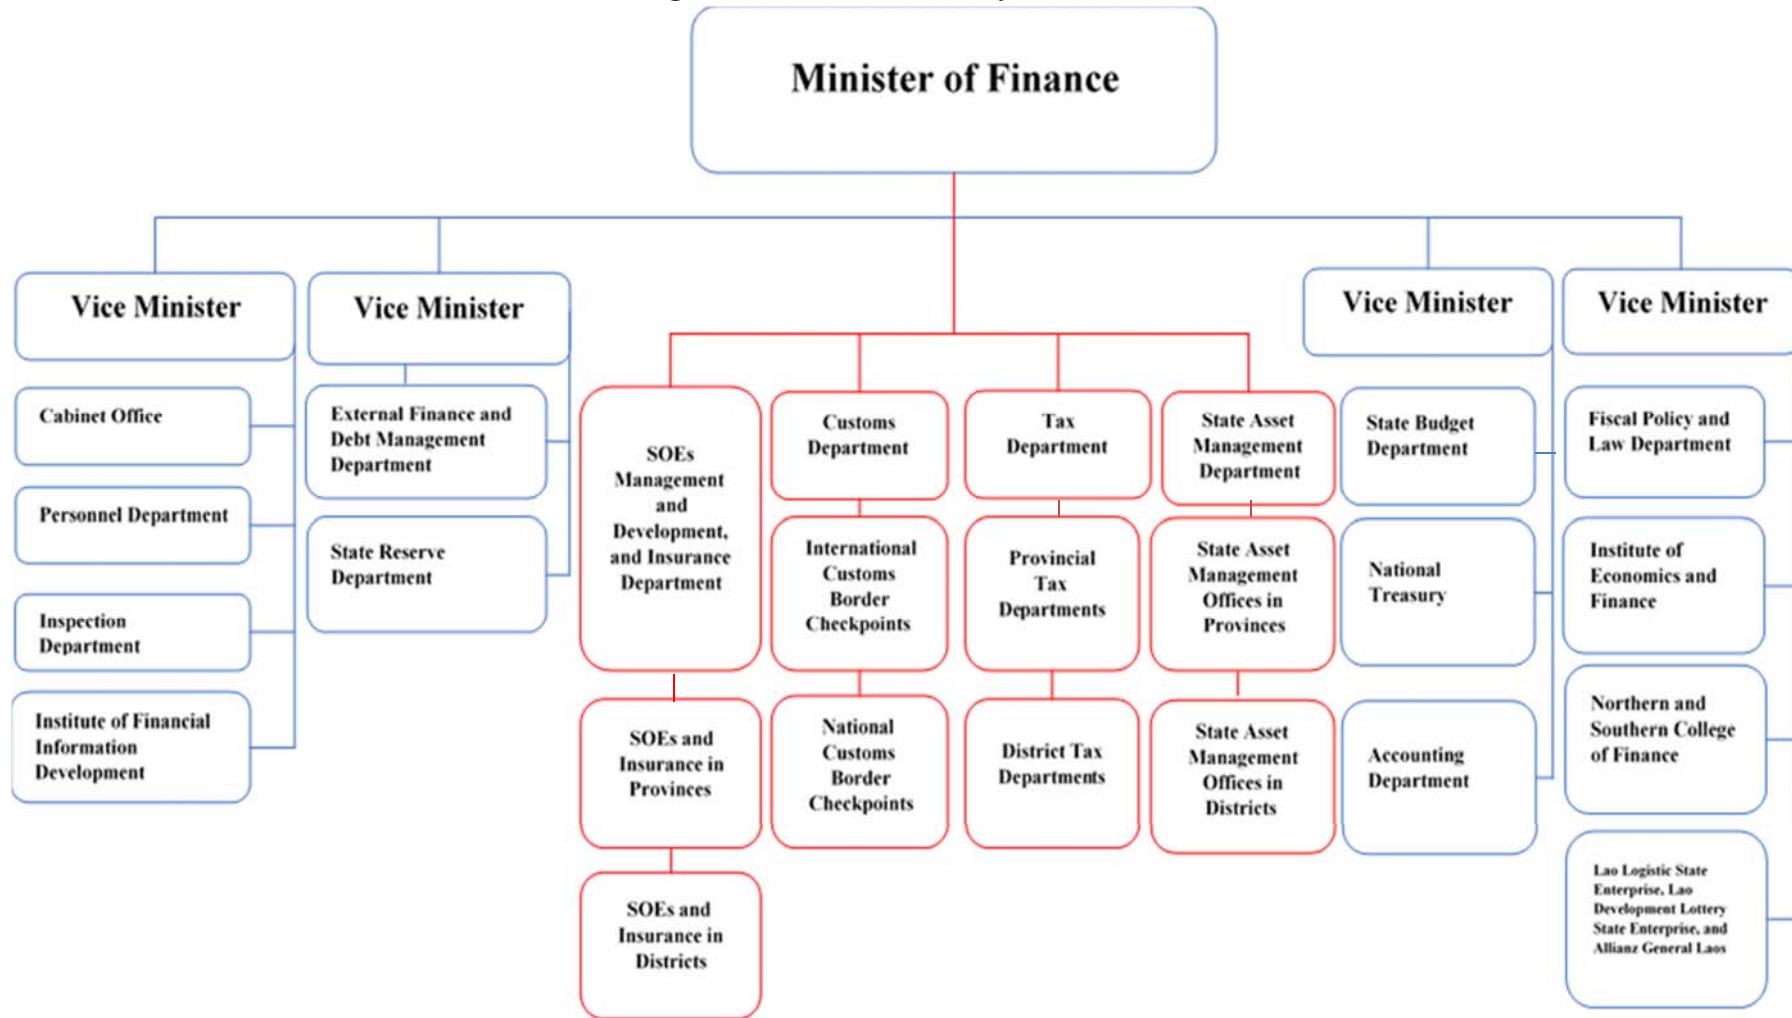 Minister of Finance
Vice Minister
Vice Minister
Vice Minister
Vice Minister
Cabinet Office
Personnel Department
Inspection
Department
Institute of Financial
Information
Development
External Finance and
Debt Management
Department
State Reserve
Department
SOEs
Management
and
Development,
and Insurance
Department
SOEs and
Insurance in
Provinces
SOEs and
Insurance in
Districts
Customs
Department
International
Customs
Border
Checkpoints
National
Customs
Border
Checkpoints
Tax
Department
Provincial
Tax
Departments
District Tax
Departments
State Asset
Management
Department
State Asset
Management
Offices in
Provinces
State Asset
Management
Offices in
Districts
State Budget
Department
National
Treasury
Accounting
Department
Fiscal Policy and
Law Department
Institute of
Economics and
Finance
Northern and
Southern College
of Finance
Lao Logistic State
Enterprise, Lao
Development Lottery
State Enterprise, and
Allianz General Laos